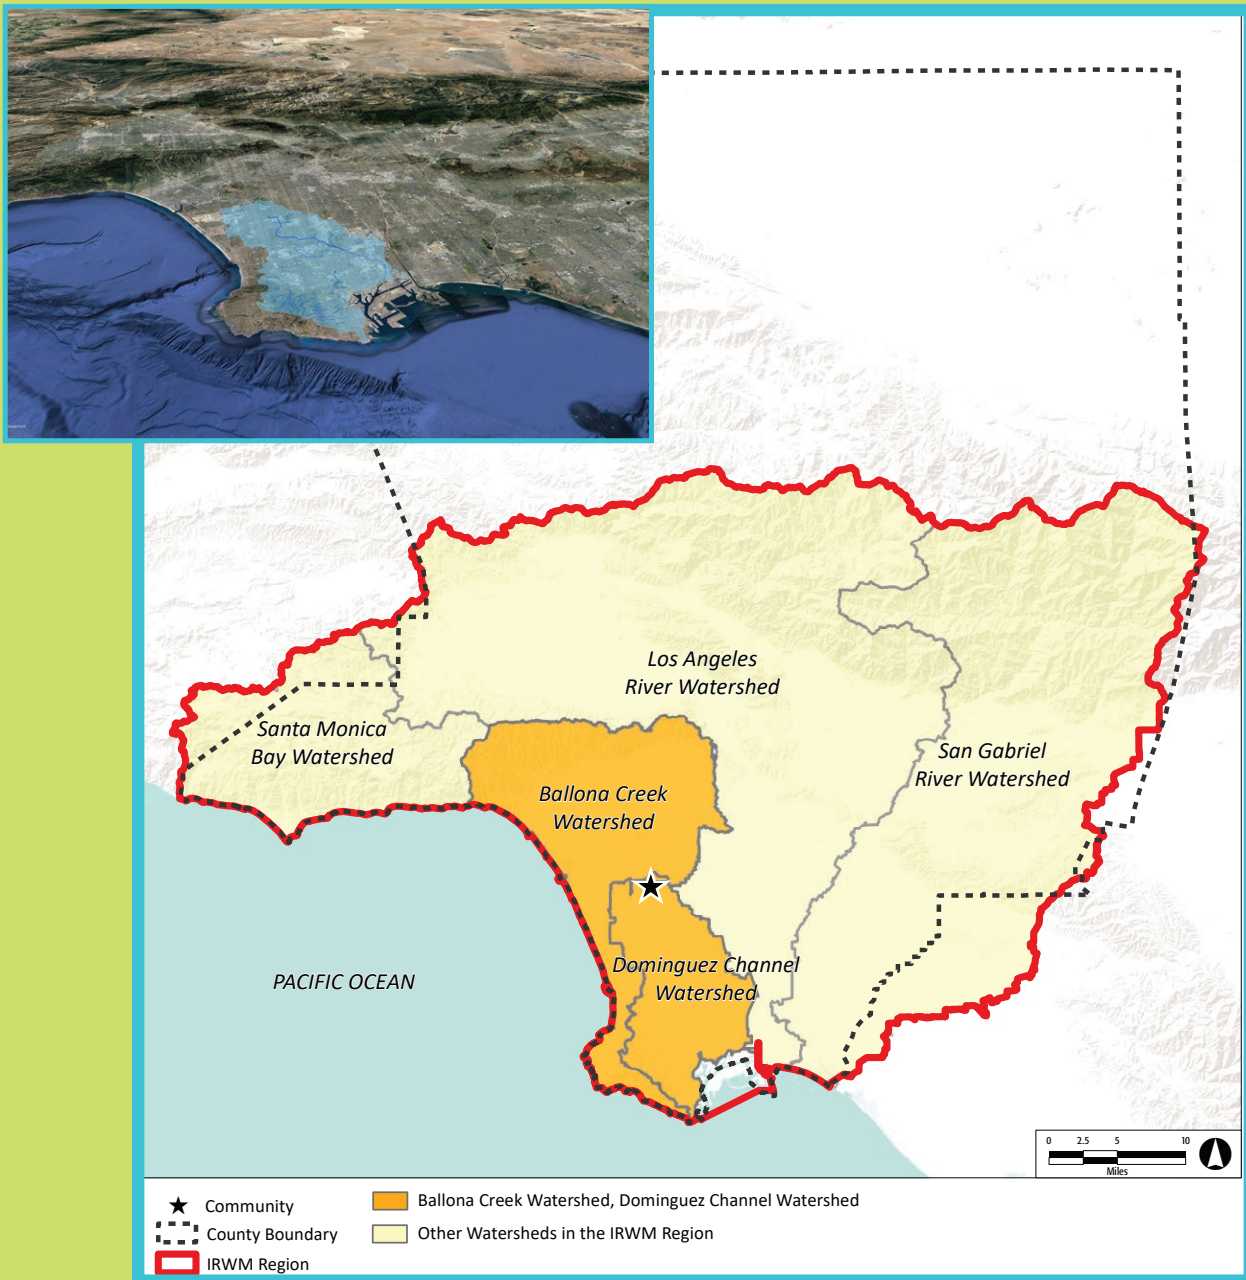 Los Angeles
River Watershed
Santa Monica
Bay Watershed
San Gabriel
River Watershed
Ballona Creek
Watershed
Dominguez Channel
Watershed
PACIFIC OCEAN
0 2.5 5 10
Miles
Community
County Boundary
IRWM Region
Ballona Creek Watershed, Dominguez Channel Watershed
Other Watersheds in the IRWM Region